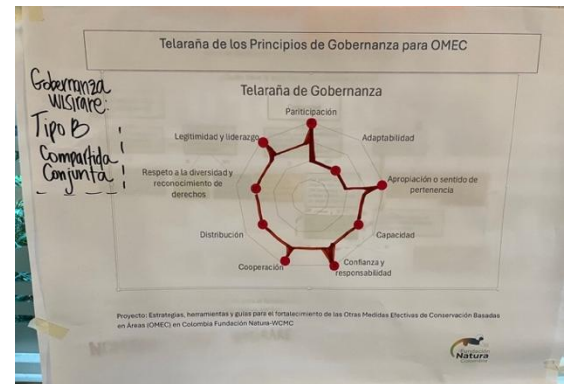 Telaraña de los Principios de Gobernanza para OMEC
Gobernanza
WISIRARE:
Tipo B
Compartida
Conjunta
Telaraña de Gobernanza
Pariticipación
Legitimidad y liderazgo
Adaptabilidad
Respeto a la diversidad y
reconocimiento de
derechos
Apropiación o sentido de
pertenencia
Distribución
Capacidad
Cooperación
Confianza y
responsabilidad
Proyecto: Estrategias, herramientas y guías para el fortalecimiento de las Otras Medidas Efectivas de Conservación Basadas
en Áreas (OMEC) en Colombia Fundación Natura-WCMC
Fundación
Natura